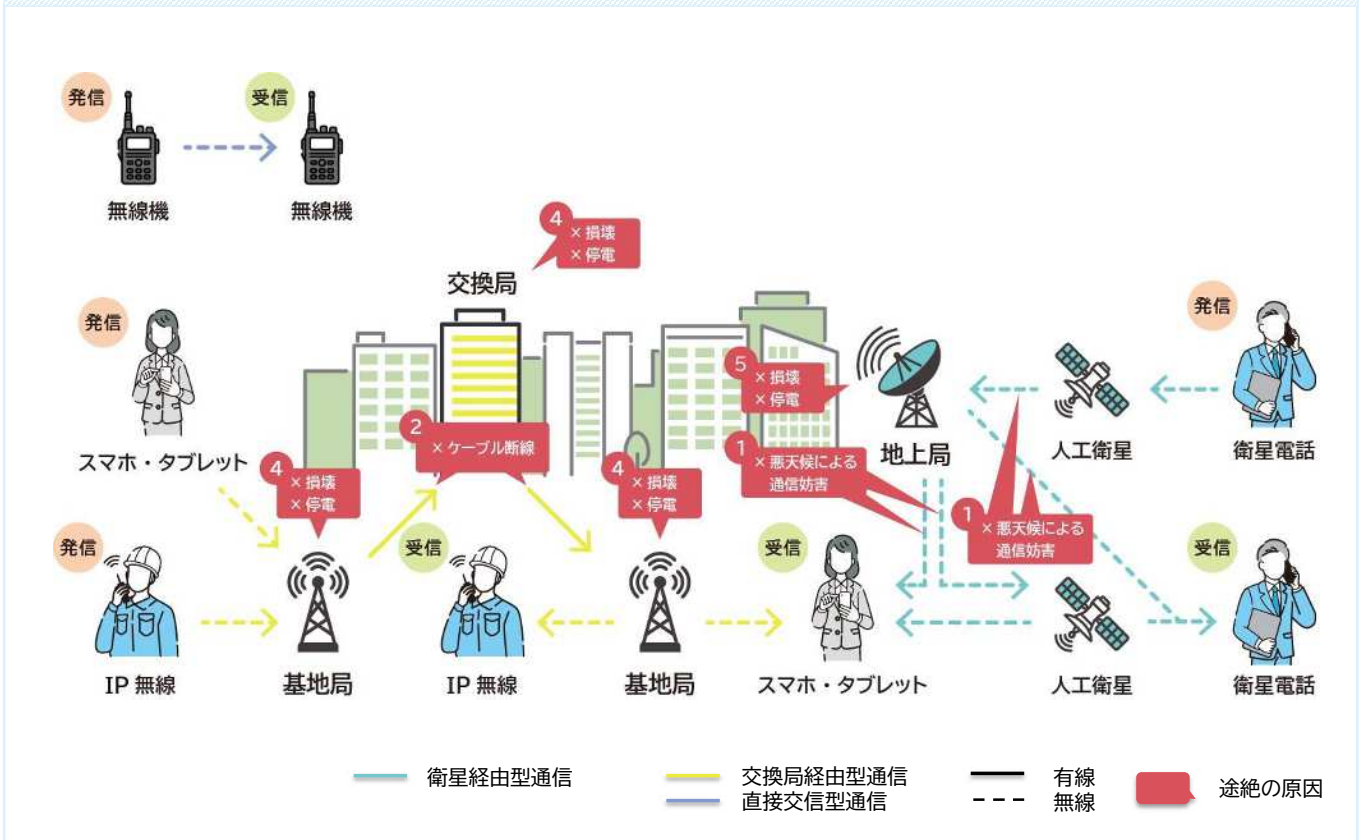 発信
受信
無線機
無線機
4
× 損壊
× 停電
交換局
発信
発信
5
× 損壊
× 停電
2
× ケーブル断線
1
× 悪天候による
通信妨害
地上局
人工衛星
衛星電話
スマホ・タブレット
4
× 損壊
× 停電
4
× 損壊
× 停電
1
× 悪天候による
通信妨害
発信
受信
受信
受信
IP 無線
基地局
IP 無線
基地局
スマホ・タブレット
人工衛星
衛星電話
衛星経由型通信
交換局経由型通信
直接交信型通信
有線
無線
途絶の原因